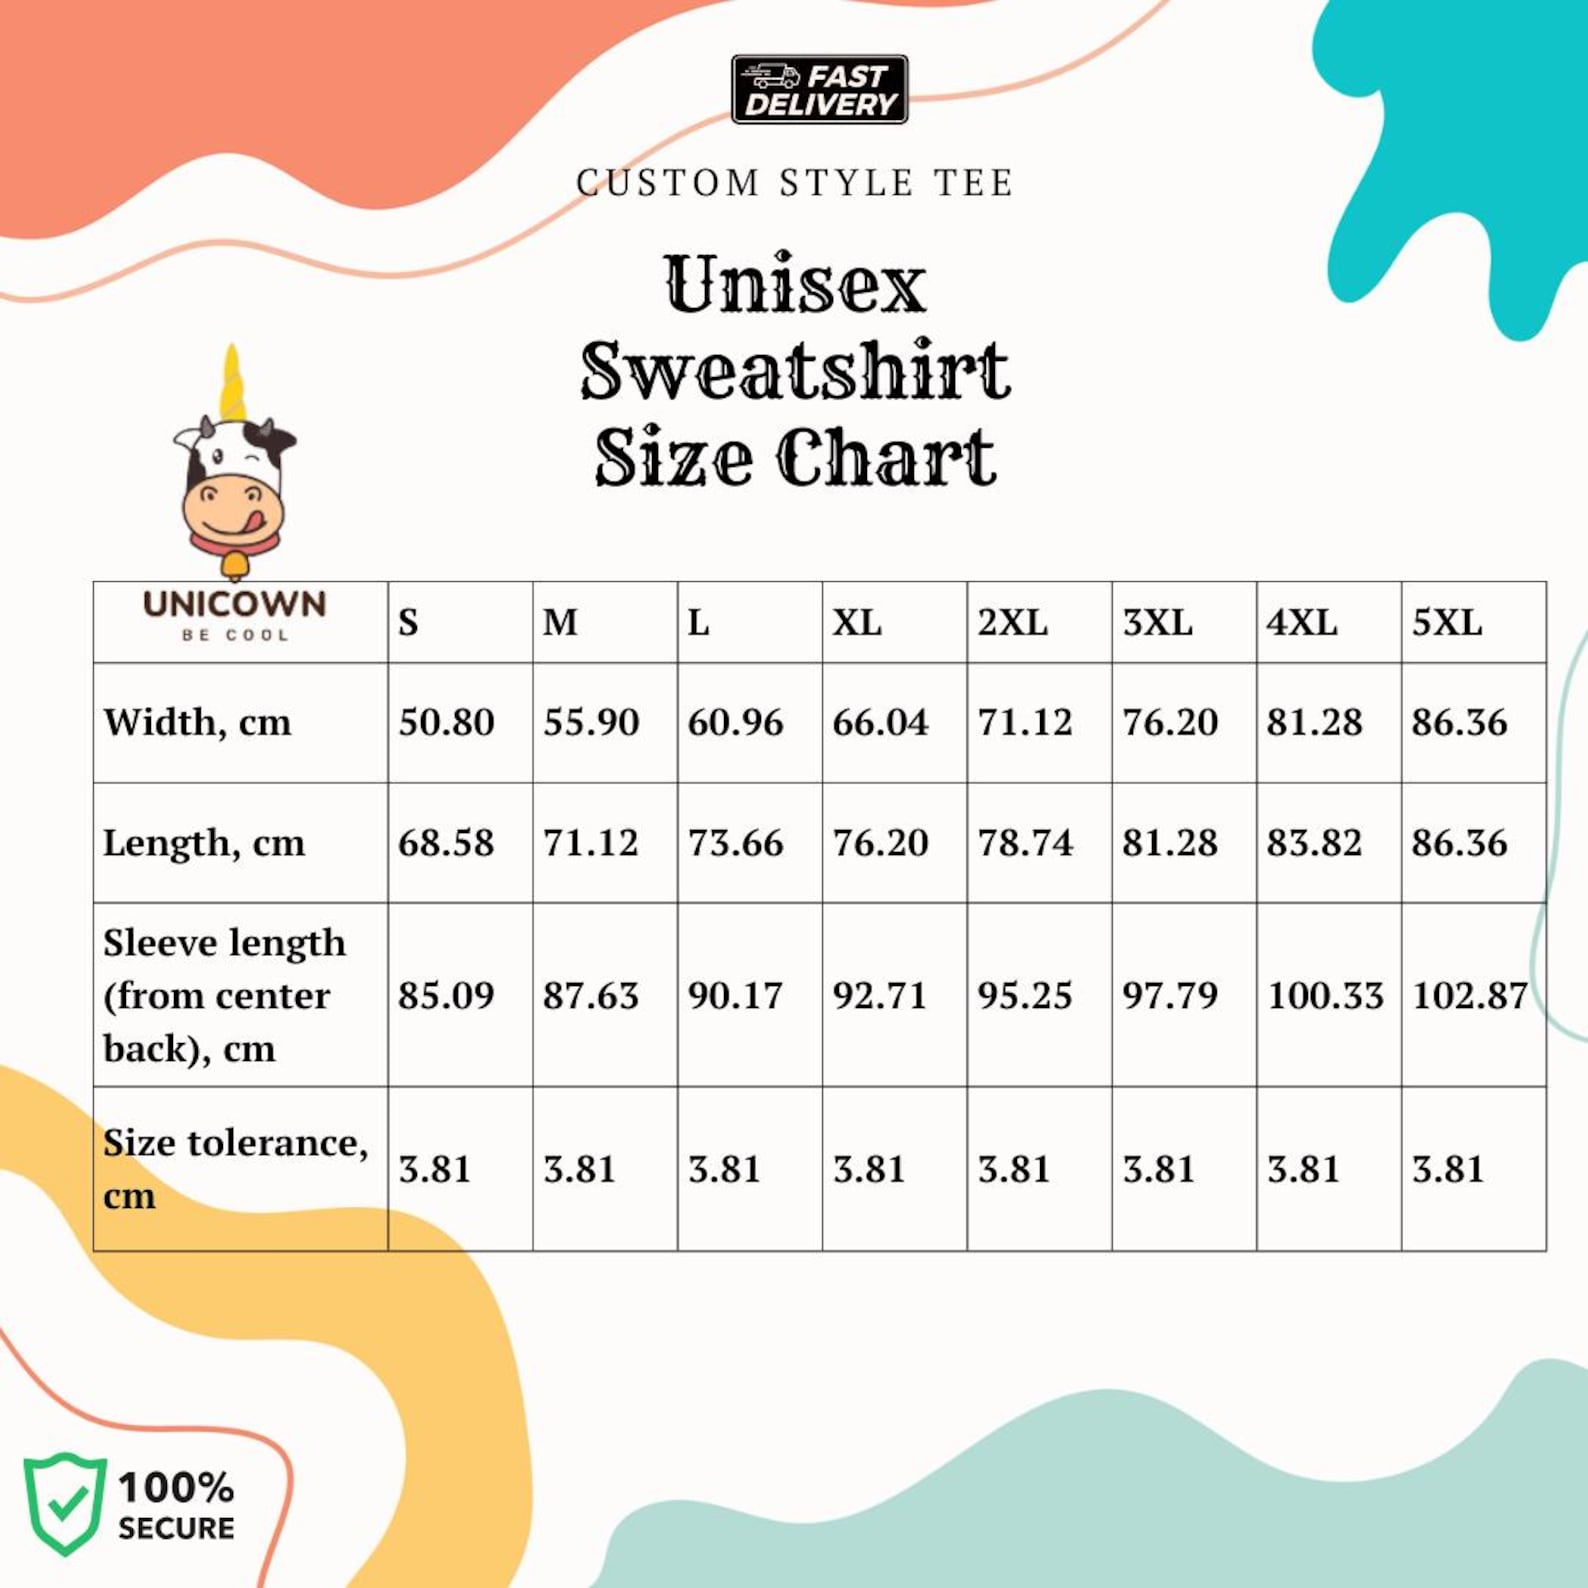 FAST
DELIVERY
CUSTOM STYLE TEE
Unisex
Sweatshirt
Size Chart
UNICOWN
BE COOL
S M L XL 2XL 3XL 4XL 5XL
Width, cm 50.80 55.90 60.96 66.04 71.12 76.20 81.28 86.36
Length, cm 68.58 71.12 73.66 76.20 78.74 81.28 83.82 86.36
Sleeve length
(from center
back), cm
85.09 87.63 90.17 92.71 95.25 97.79 100.33 102.87
Size tolerance,
cm
3.81 3.81 3.81 3.81 3.81 3.81 3.81 3.81
100%
SECURE